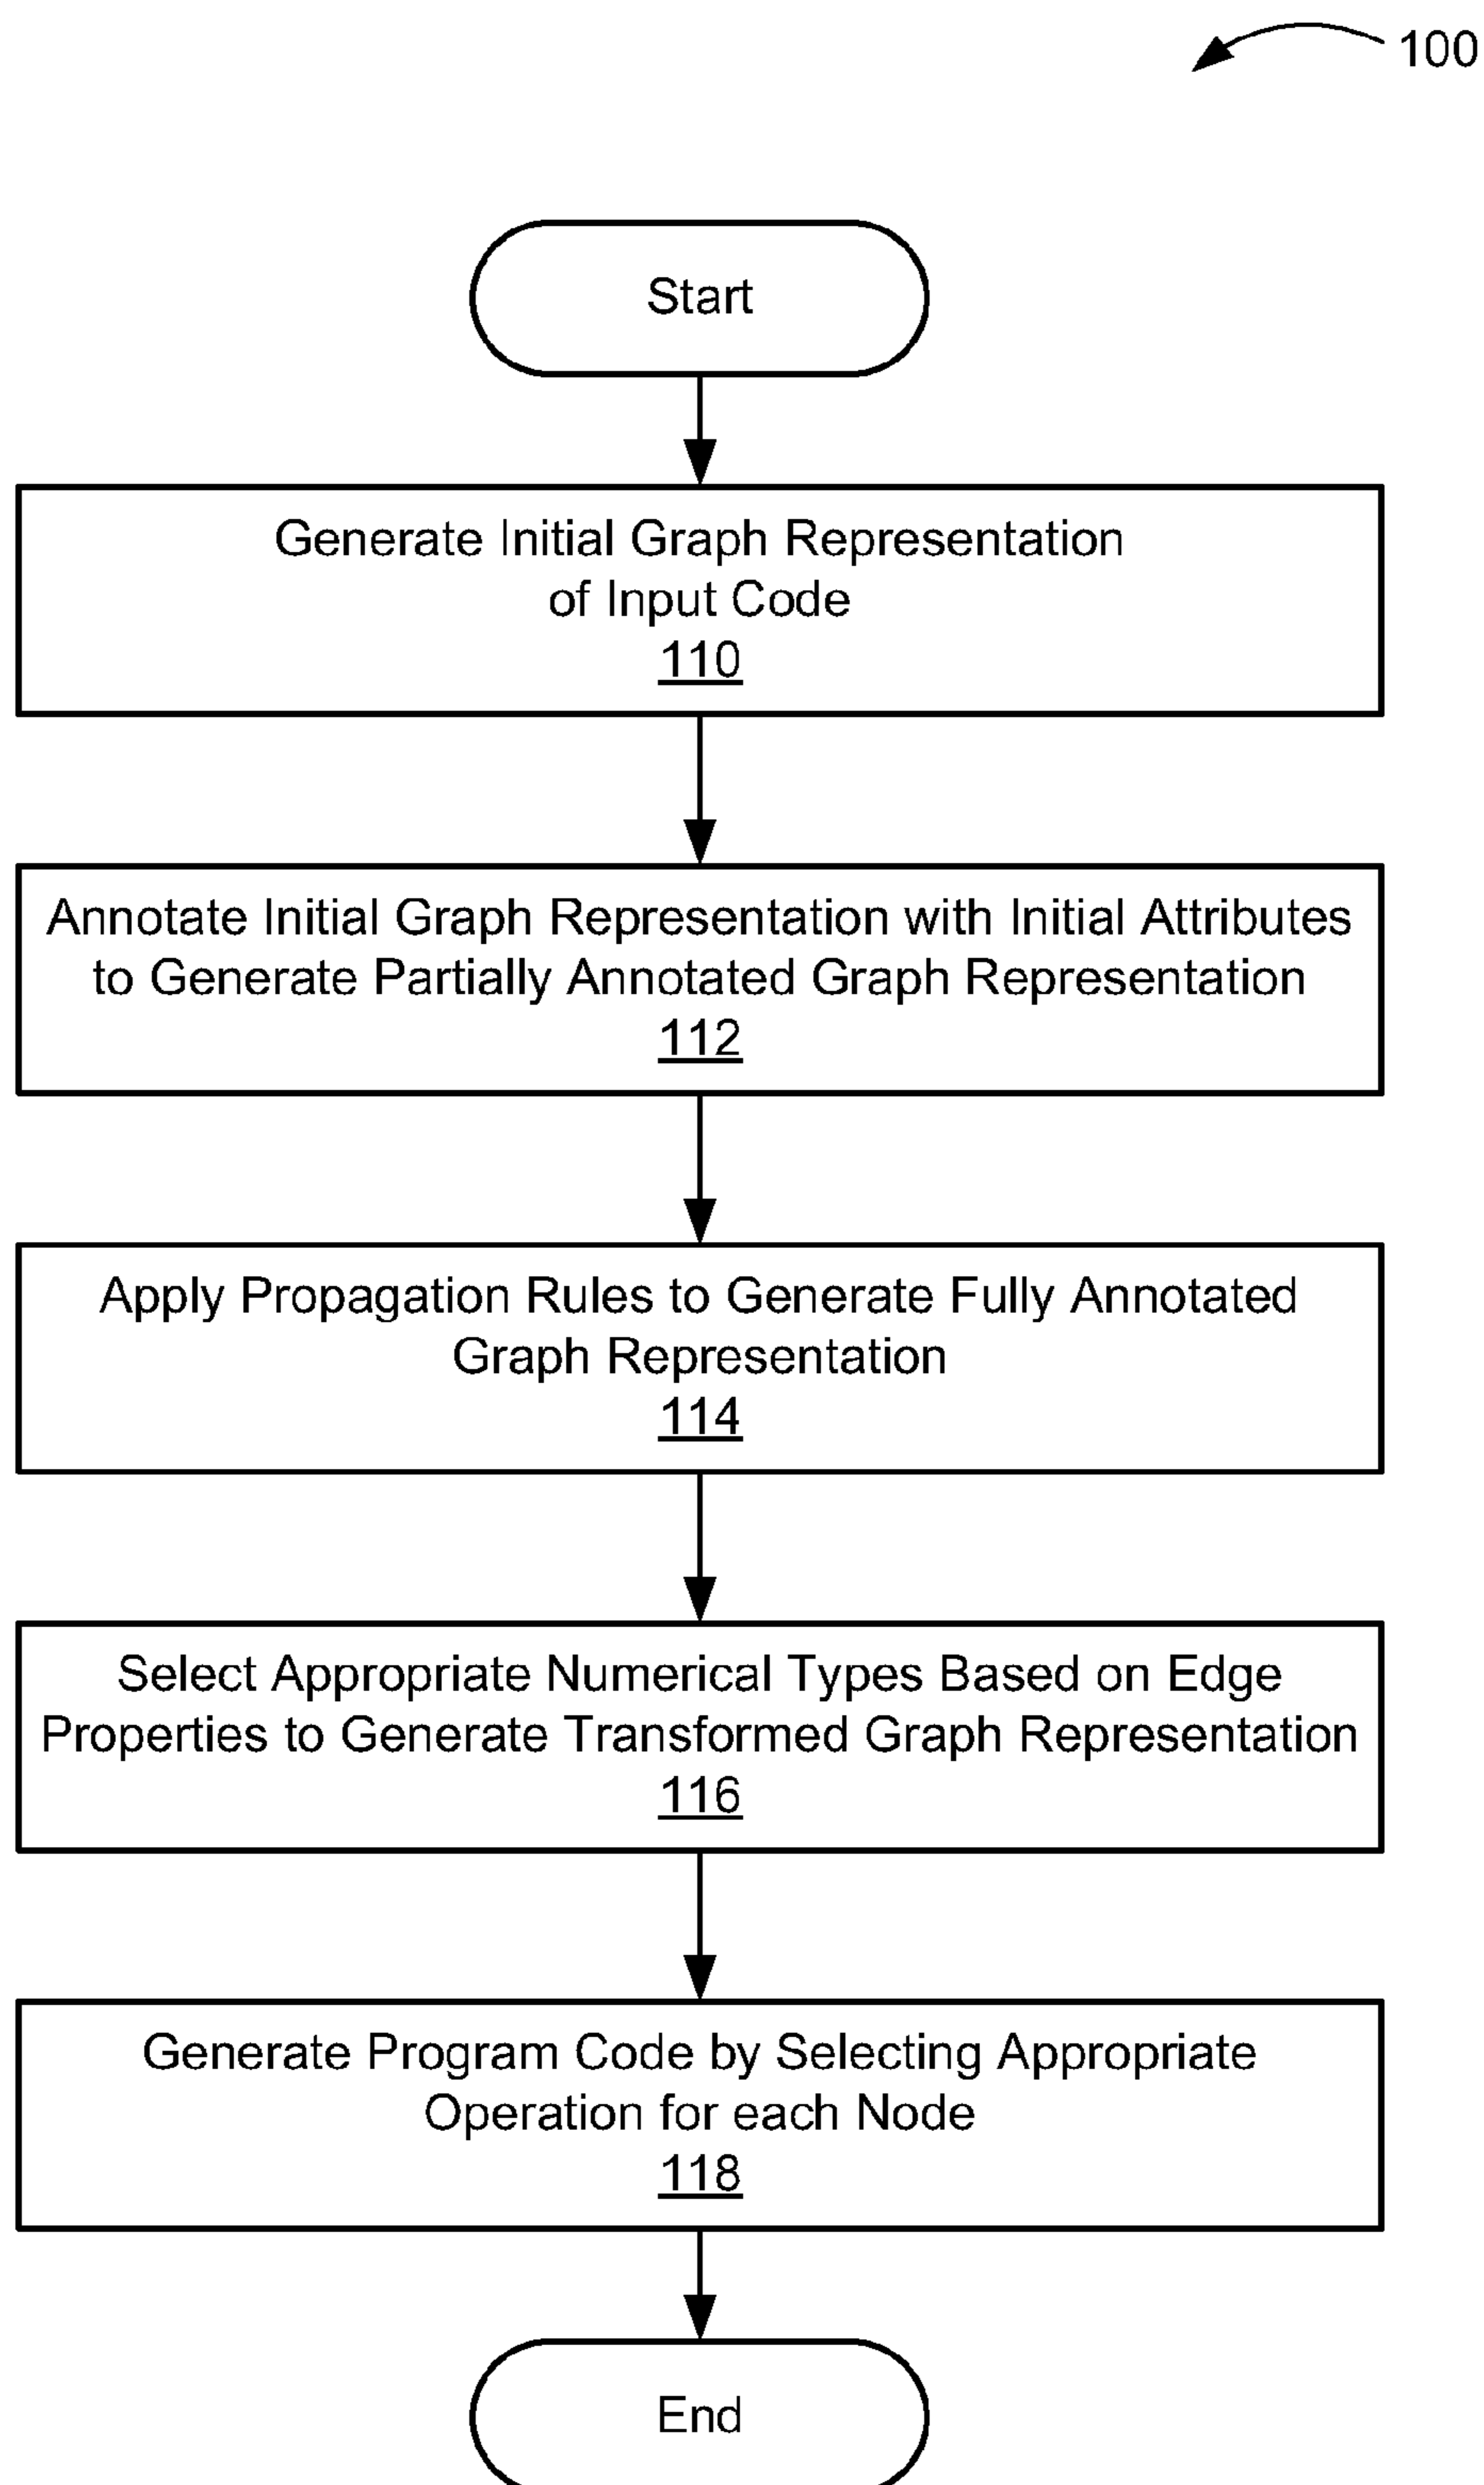 100
Start
Generate Initial Graph Representation
of Input Code
110
Annotate Initial Graph Representation with Initial Attributes
to Generate Partially Annotated Graph Representation
112
Apply Propagation Rules to Generate Fully Annotated
Graph Representation
114
Select Appropriate Numerical Types Based on Edge
Properties to Generate Transformed Graph Representation
116
Generate Program Code by Selecting Appropriate
Operation for each Node
118
End